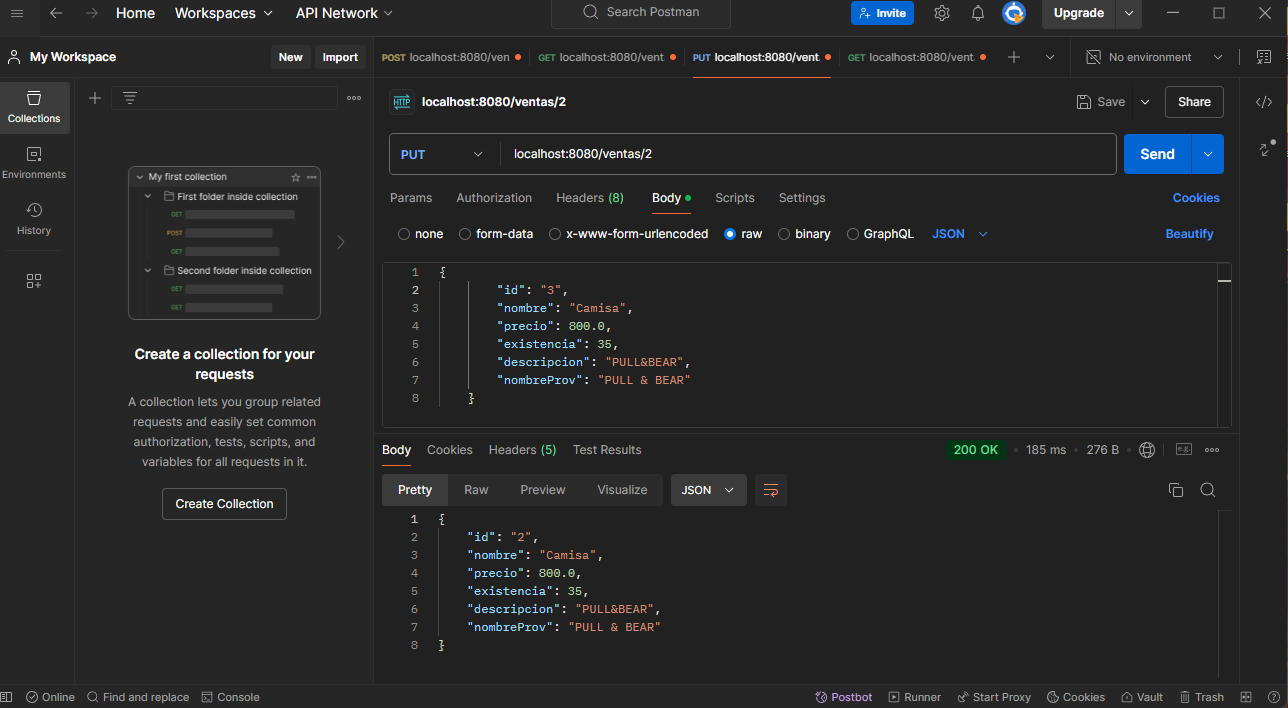 Home Workspaces API Network Search Postman Invite Upgrade
My Workspace New Import POST localhost:8080/ven GET localhost:8080/vent PUT localhost:8080/vent GET localhost:8080/vent No environment
Collections
Environments
History
My first collection
First folder inside collection
GET
POST
GET
Second folder inside collection
GET
GET
Create a collection for your
requests
A collection lets you group related
requests and easily set common
authorization, tests, scripts, and
variables for all requests in it.
Create Collection
HTTP localhost:8080/ventas/2 Save Share
PUT localhost:8080/ventas/2 Send
Params Authorization Headers (8) Body Scripts Settings Cookies
none form-data x-www-form-urlencoded raw binary GraphQL JSON Beautify
1 {
2 "id": "3",
3 "nombre": "Camisa",
4 "precio": 800.0,
5 "existencia": 35,
6 "descripcion": "PULL&BEAR",
7 "nombreProv": "PULL & BEAR"
8 }
Body Cookies Headers (5) Test Results 200 OK 185 ms 276 B e.g.
Pretty Raw Preview Visualize JSON
1 {
2 "id": "2",
3 "nombre": "Camisa",
4 "precio": 800.0,
5 "existencia": 35,
6 "descripcion": "PULL&BEAR",
7 "nombreProv": "PULL & BEAR"
8 }
Online Find and replace Console Postbot Runner Start Proxy Cookies Vault Trash